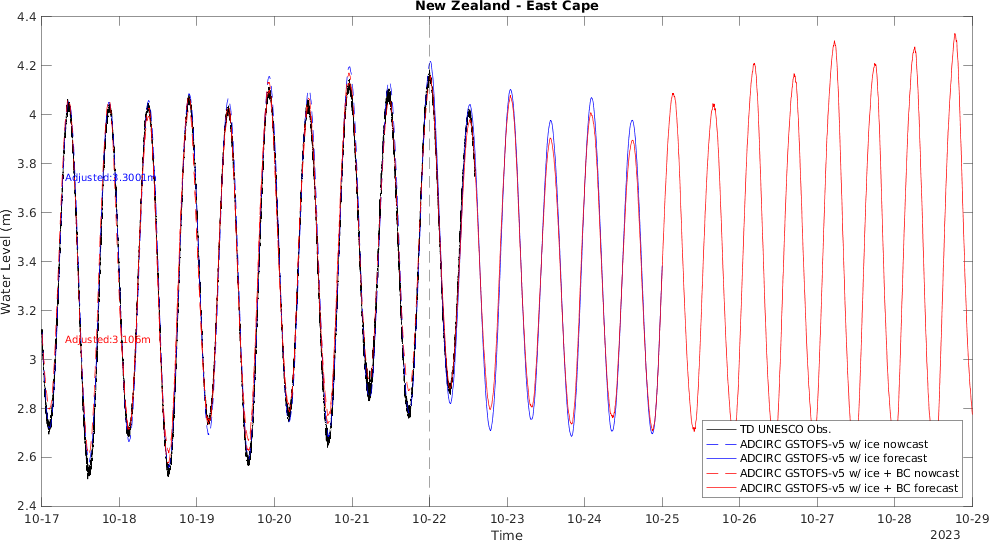 New Zealand - East Cape
4.4
4.2
4
3.8
3.6
3.4
3.2
3
2.8
2.6
2.4
Water Level (m)
Adjusted:3.3001m
Adjusted:3.106m
TD UNESCO Obs.
ADCIRC GSTOFS-v5 w/ ice nowcast
ADCIRC GSTOFS-v5 w/ ice forecast
ADCIRC GSTOFS-v5 w/ ice + BC nowcast
ADCIRC GSTOFS-v5 w/ ice + BC forecast
10-17 10-18 10-19 10-20 10-21 10-22 10-23 10-24 10-25 10-26 10-27 10-28 10-29
Time
2023